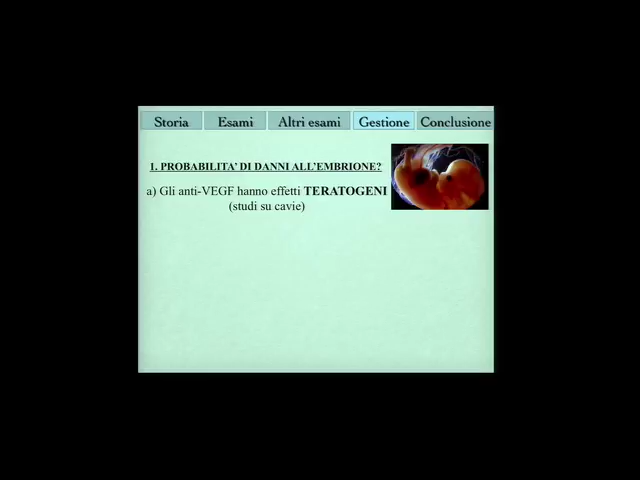 Storia Esami Altri esami Gestione Conclusione
1. PROBABILITA’ DI DANNI ALL’EMBRIONE?
a) Gli anti-VEGF hanno effetti TERATOGENI
(studi su cavie)